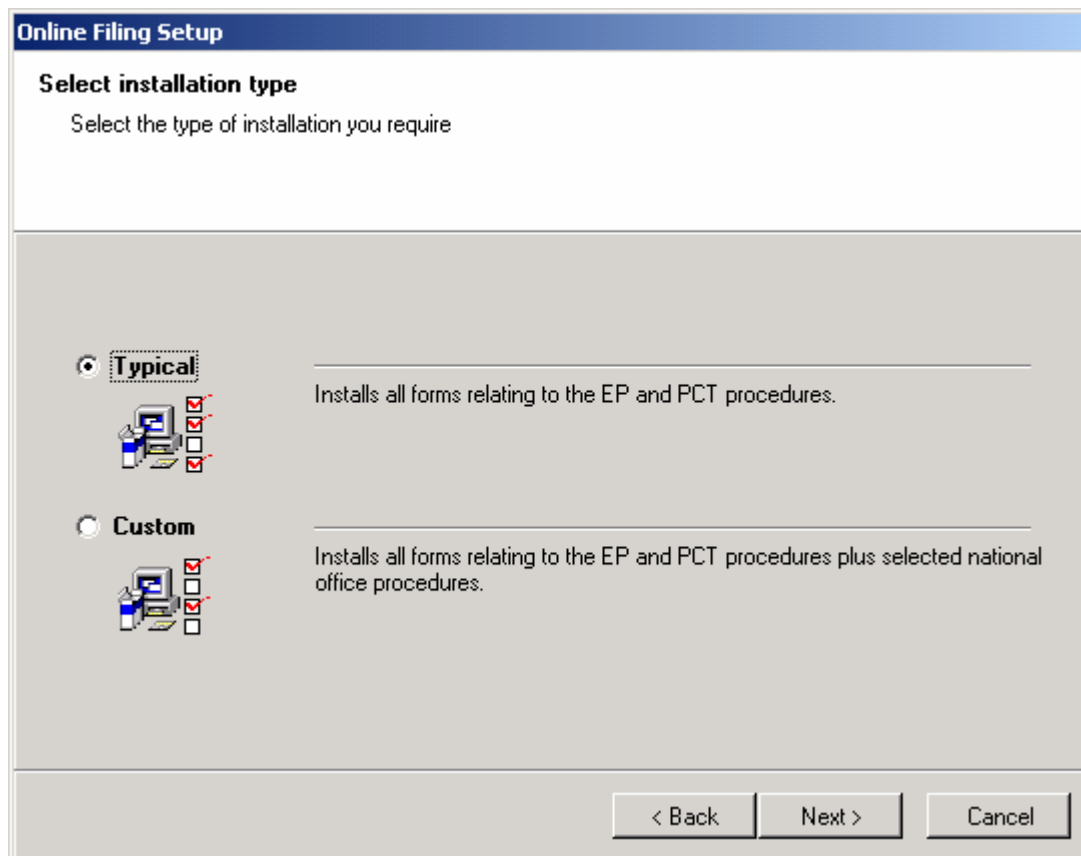 Online Filing Setup
Select installation type
Select the type of installation you require
Typical
Installs all forms relating to the EP and PCT procedures.
Custom
Installs all forms relating to the EP and PCT procedures plus selected national
office procedures.
< Back
Next >
Cancel